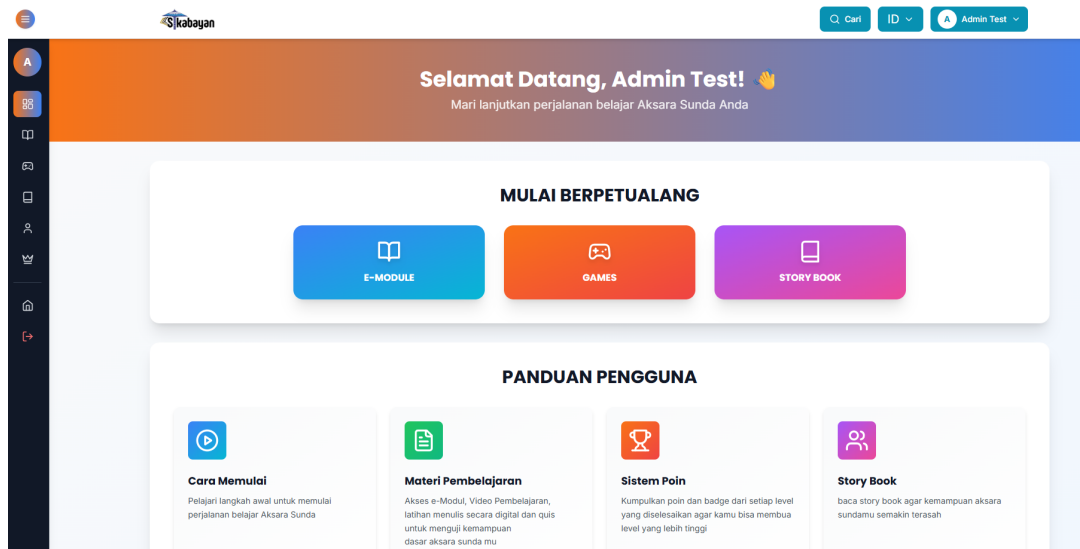 Sikabayan
Cari
ID
A
Admin Test
A
Selamat Datang, Admin Test! 👋
Mari lanjutkan perjalanan belajar Aksara Sunda Anda
MULAI BERPETUALANG
E-MODULE
GAMES
STORY BOOK
PANDUAN PENGGUNA
Cara Memulai
Pelajari langkah awal untuk memulai
perjalanan belajar Aksara Sunda
Materi Pembelajaran
Akses e-Modul, Video Pembelajaran,
latihan menulis secara digital dan quis
untuk menguji kemampuan
dasar aksara sunda mu
Sistem Poin
Kumpulkan poin dan badge dari setiap level
yang diselesaikan agar kamu bisa membua
level yang lebih tinggi
Story Book
baca story book agar kemampuan aksara
sundamu semakin terasah